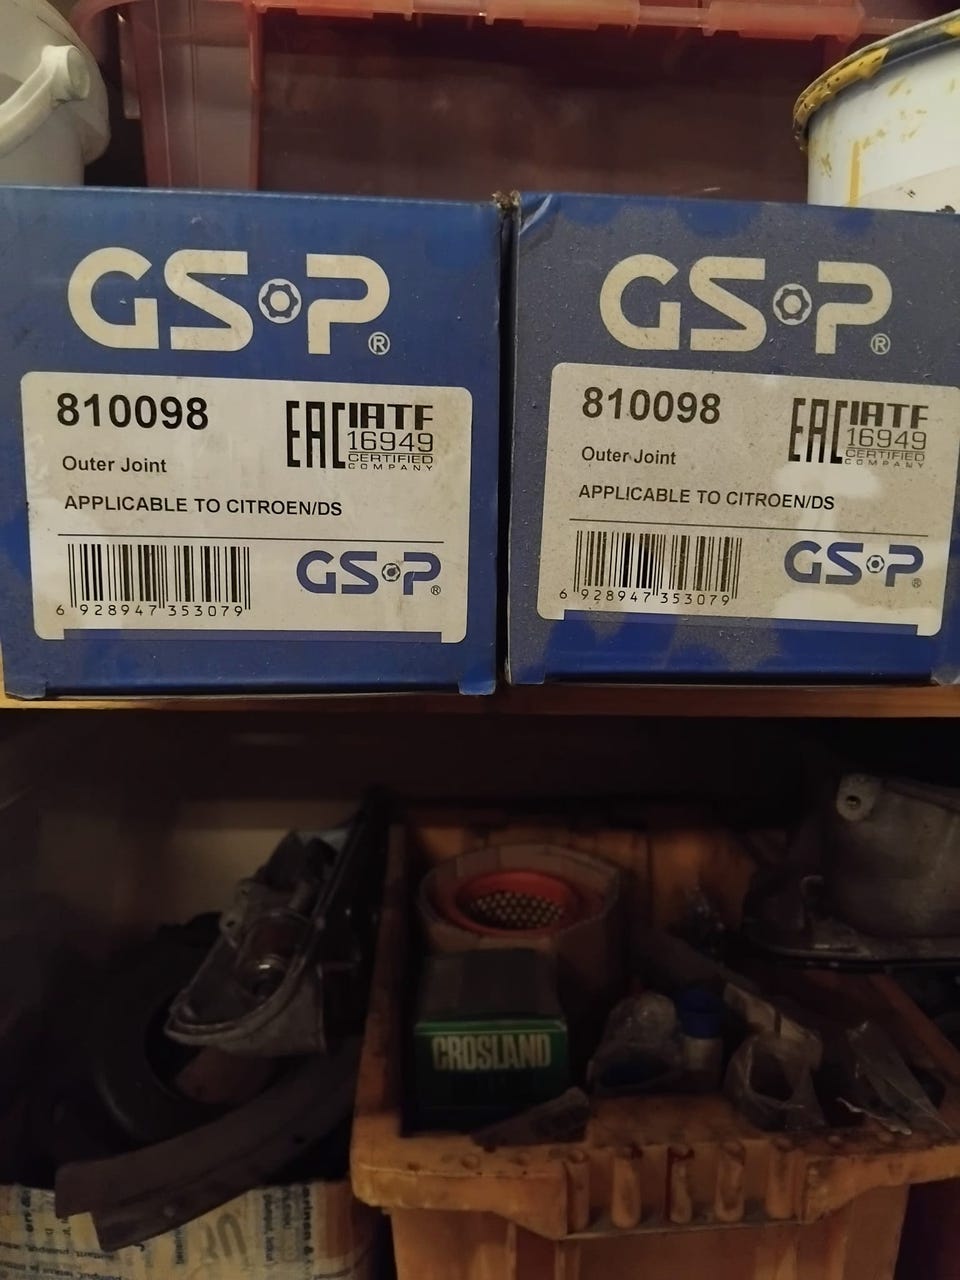 GSP®
810098
EAC IATF
16949
CERTIFIED
COMPANY
Outer Joint
APPLICABLE TO CITROEN/DS
6 928947 353079
GSP®
GSP®
810098
EAC IATF
16949
CERTIFIED
COMPANY
Outer Joint
APPLICABLE TO CITROEN/DS
6 928947 353079
GSP®
CROSLAND